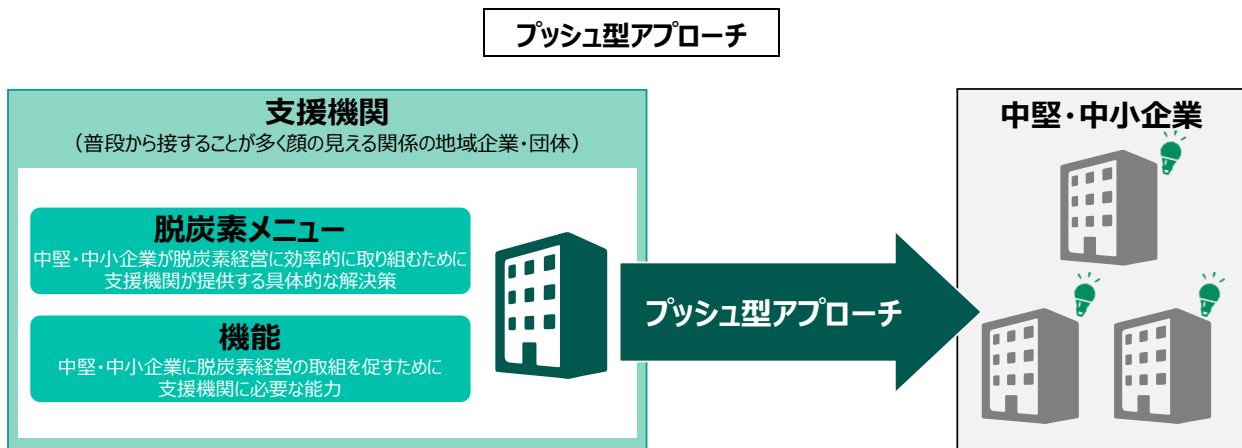 プッシュ型アプローチ
支援機関
（普段から接することが多く顔の見える関係の地域企業・団体）
脱炭素メニュー
中堅・中小企業が脱炭素経営に効率的に取り組むために
支援機関が提供する具体的な解決策
機能
中堅・中小企業に脱炭素経営の取組を促すために
支援機関に必要な能力
プッシュ型アプローチ
中堅・中小企業